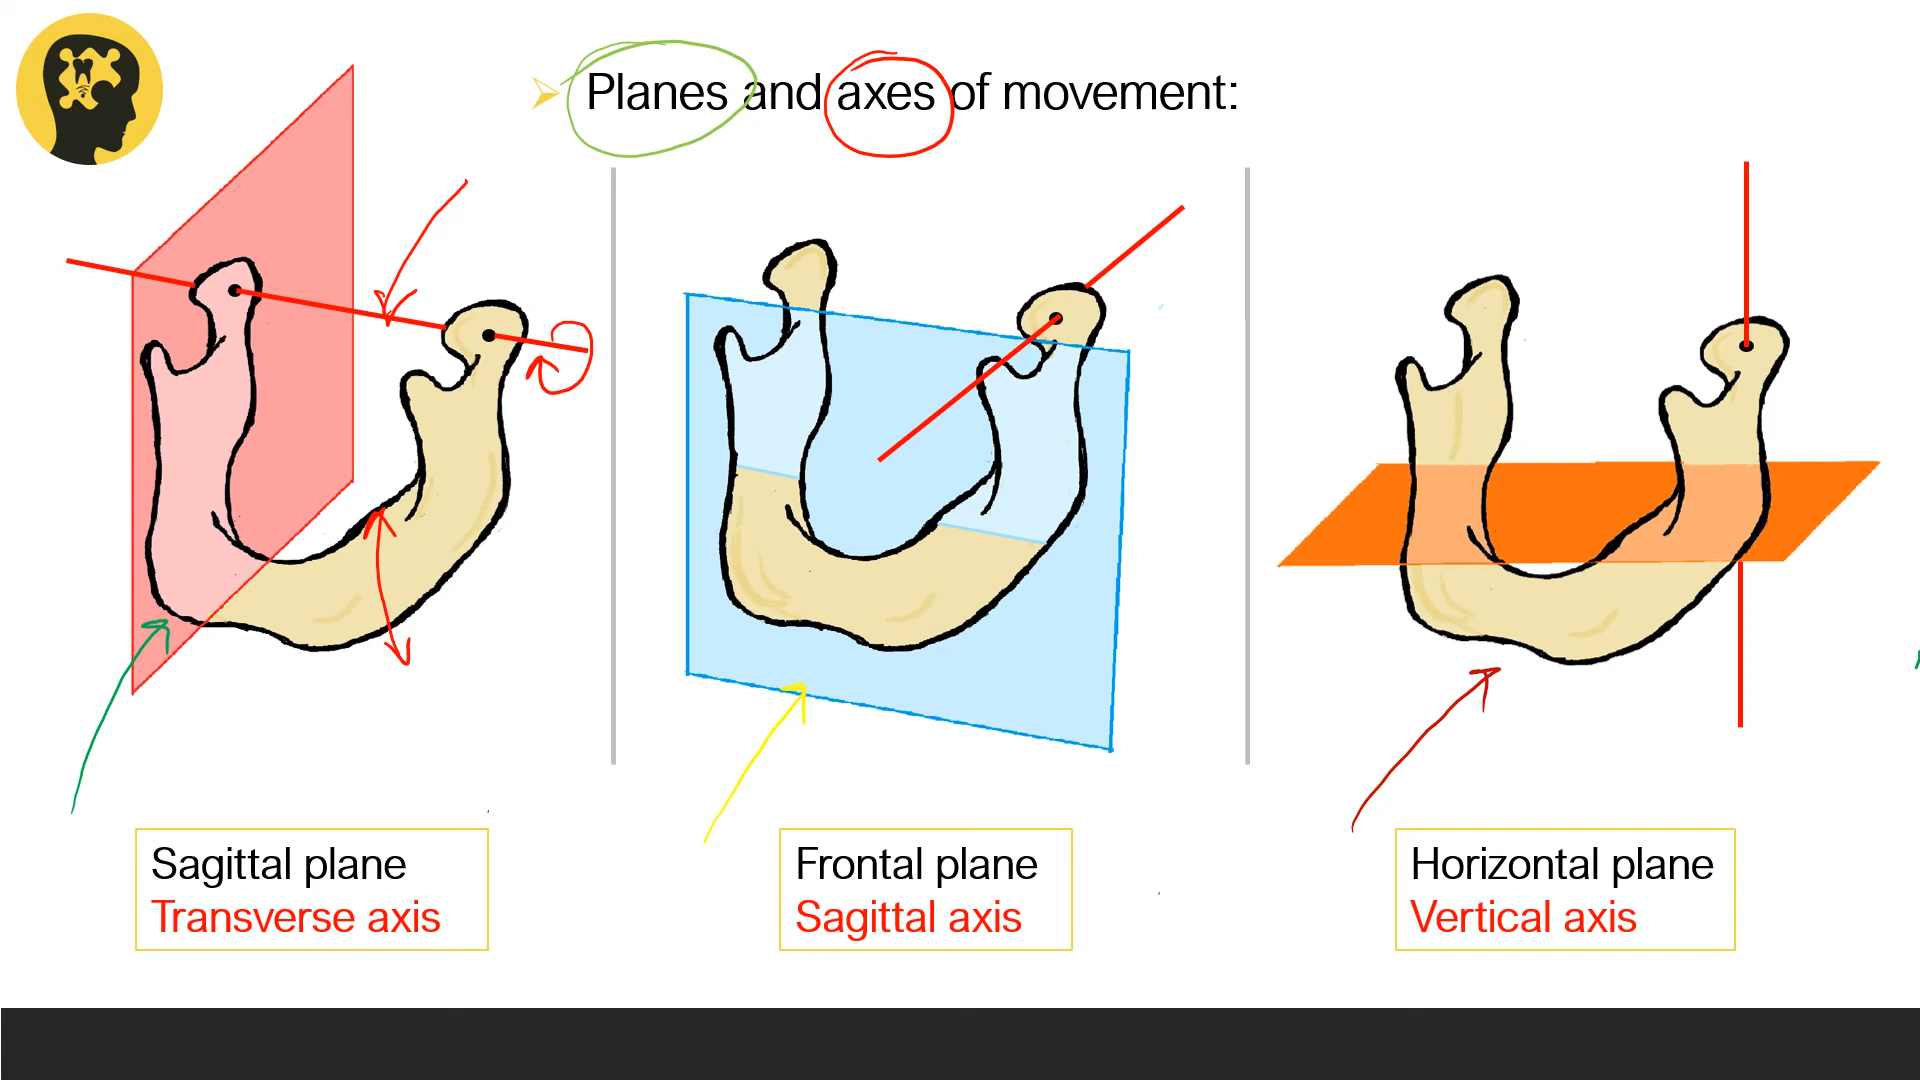 Planes and axes of movement:
Sagittal plane
Transverse axis
Frontal plane
Sagittal axis
Horizontal plane
Vertical axis